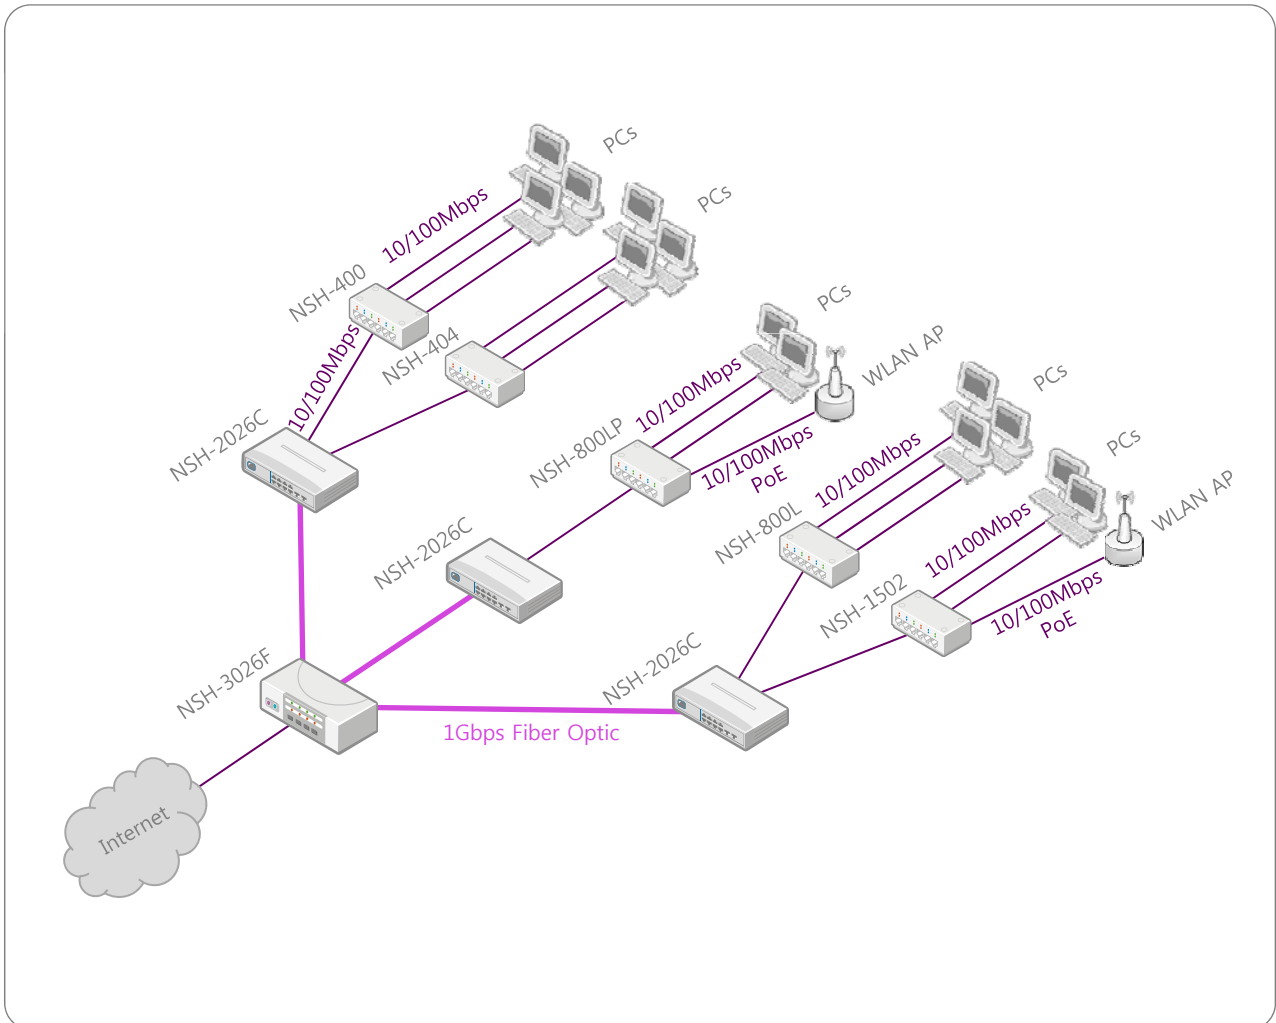 PCs
PCs
10/100Mbps
NSH-400
10/100Mbps
NSH-404
NSH-2026C
PCs
WLAN AP
10/100Mbps
NSH-800LP
10/100Mbps
PoE
NSH-2026C
PCs
10/100Mbps
NSH-800L
PCs
WLAN AP
10/100Mbps
NSH-1502
10/100Mbps
PoE
NSH-2026C
NSH-3026F
1Gbps Fiber Optic
Internet